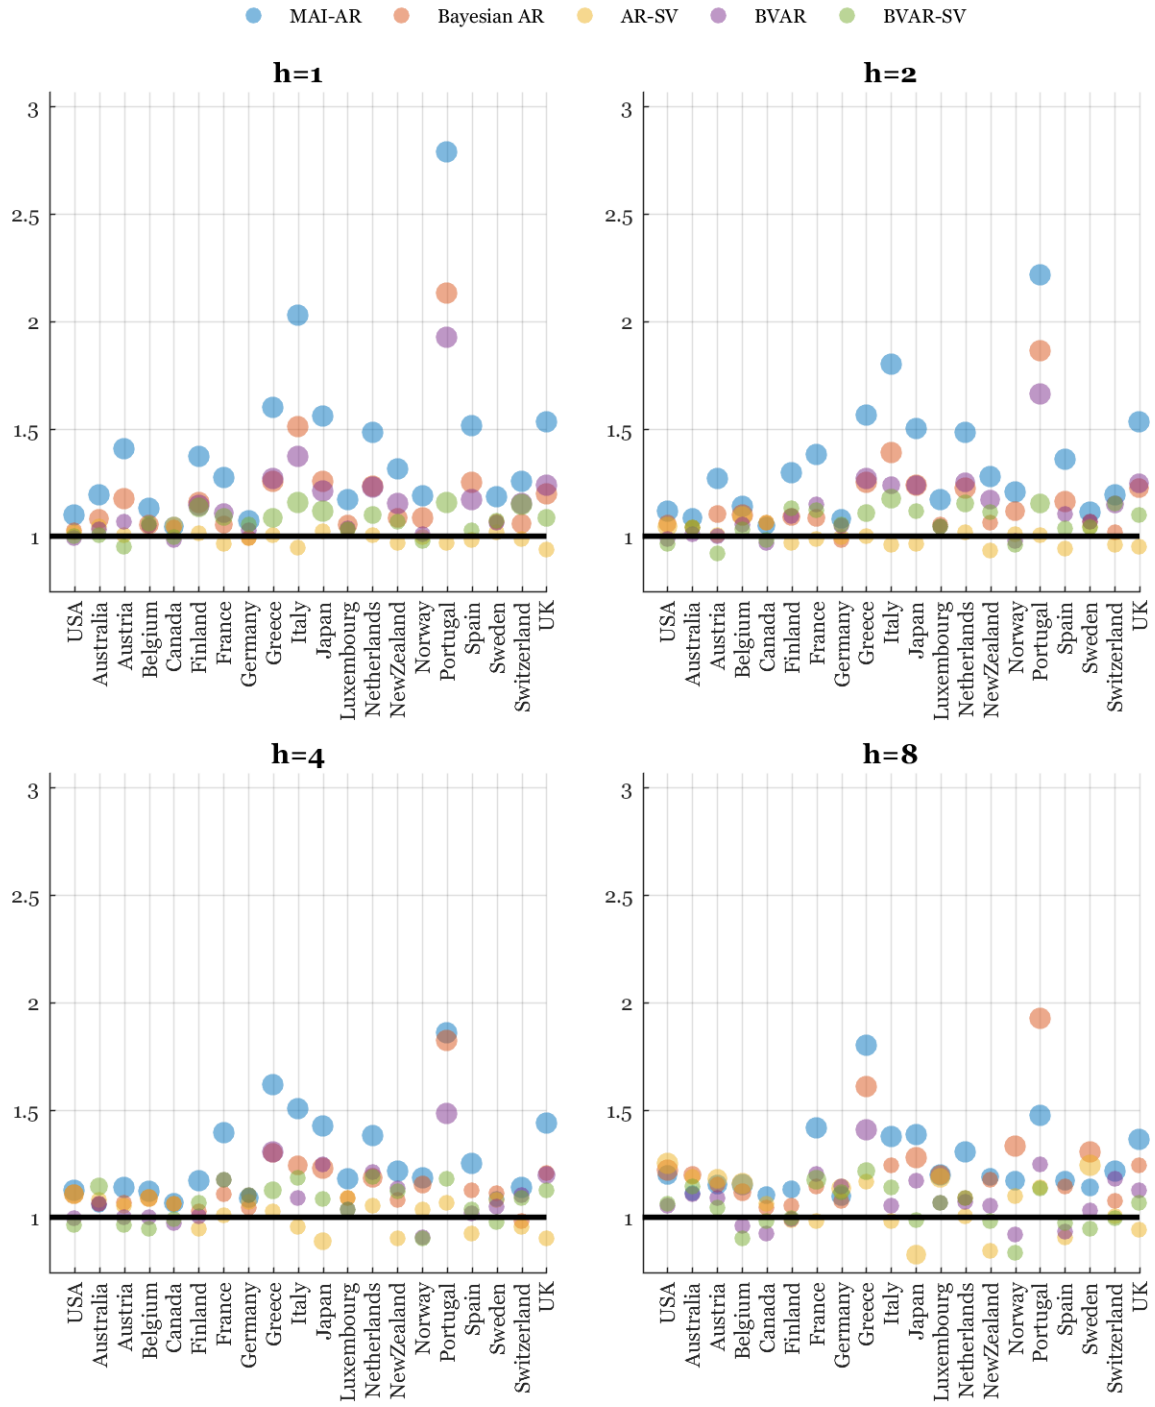 MAI-AR Bayesian AR AR-SV BVAR BVAR-SV
h=1
3
2.5
2
1.5
1
USA
Australia
Austria
Belgium
Canada
Finland
France
Germany
Greece
Italy
Japan
Luxembourg
Netherlands
NewZealand
Norway
Portugal
Spain
Sweden
Switzerland
UK
h=2
3
2.5
2
1.5
1
USA
Australia
Austria
Belgium
Canada
Finland
France
Germany
Greece
Italy
Japan
Luxembourg
Netherlands
NewZealand
Norway
Portugal
Spain
Sweden
Switzerland
UK
h=4
3
2.5
2
1.5
1
USA
Australia
Austria
Belgium
Canada
Finland
France
Germany
Greece
Italy
Japan
Luxembourg
Netherlands
NewZealand
Norway
Portugal
Spain
Sweden
Switzerland
UK
h=8
3
2.5
2
1.5
1
USA
Australia
Austria
Belgium
Canada
Finland
France
Germany
Greece
Italy
Japan
Luxembourg
Netherlands
NewZealand
Norway
Portugal
Spain
Sweden
Switzerland
UK